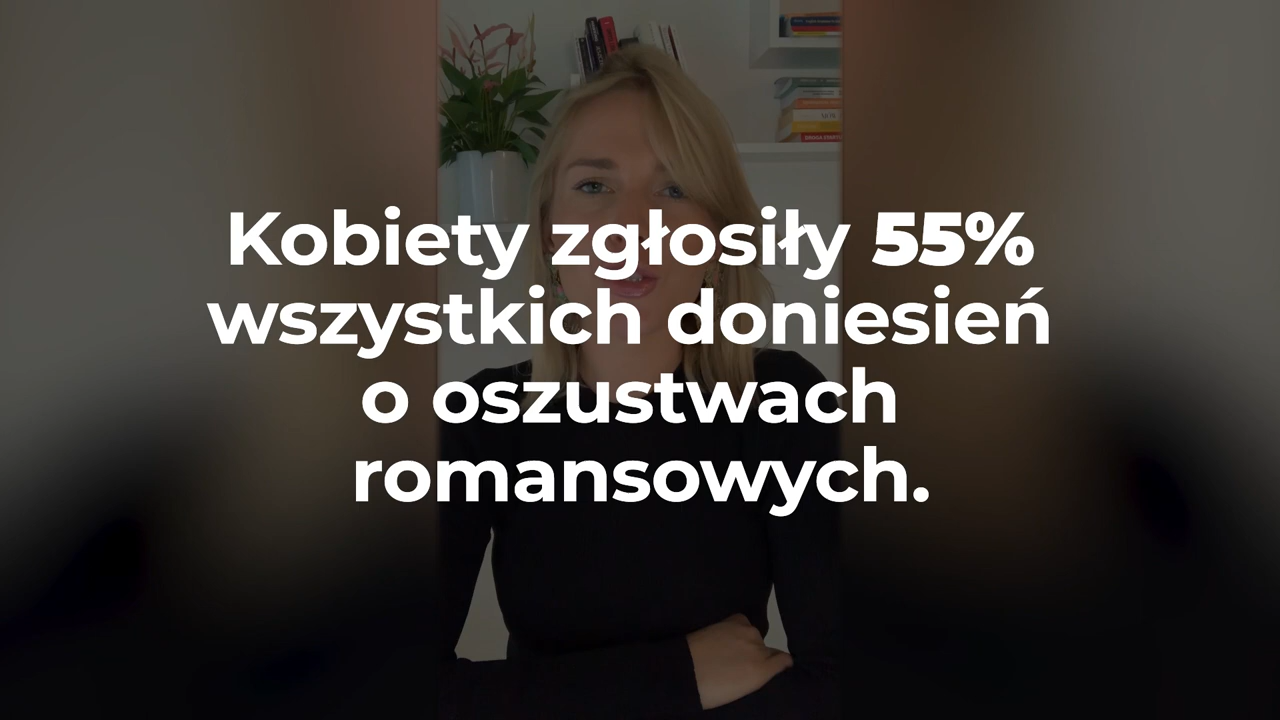 Kobiety zgłosiły 55%
wszystkich doniesień
o oszustwach
romansowych.